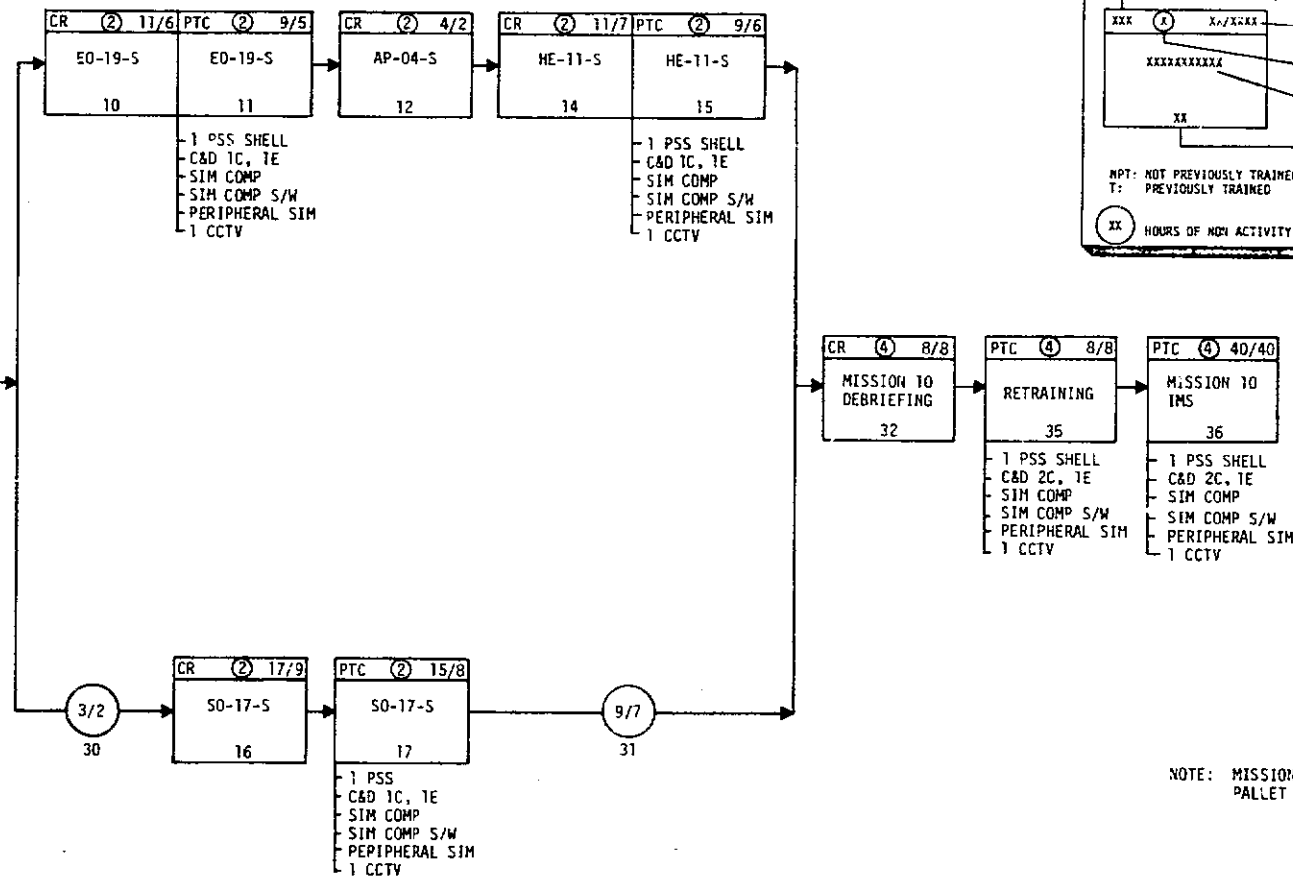 CR ② 11/6 PTC ② 9/5
EO-19-S EO-19-S
10 11
1 PSS SHELL
C&D 1C, 1E
SIM COMP
SIM COMP S/W
PERIPHERAL SIM
1 CCTV
CR ② 4/2
AP-04-S
12
CR ② 11/7 PTC ② 9/6
HE-11-S HE-11-S
14 15
1 PSS SHELL
C&D 1C, 1E
SIM COMP
SIM COMP S/W
PERIPHERAL SIM
1 CCTV
XXX Ⓧ XX/XXXX
XXXXXXXXXXX
XX
NPT: NOT PREVIOUSLY TRAINED
T: PREVIOUSLY TRAINED
XX HOURS OF NON ACTIVITY
CR ④ 8/8
MISSION 10
DEBRIEFING
32
PTC ④ 8/8
RETRAINING
35
1 PSS SHELL
C&D 2C, 1E
SIM COMP
SIM COMP S/W
PERIPHERAL SIM
1 CCTV
PTC ④ 40/40
MISSION 10
IMS
36
1 PSS SHELL
C&D 2C, 1E
SIM COMP
SIM COMP S/W
PERIPHERAL SIM
1 CCTV
3/2
30
CR ② 17/9
SO-17-S
16
PTC ② 15/8
SO-17-S
17
1 PSS
C&D 1C, 1E
SIM COMP
SIM COMP S/W
PERIPHERAL SIM
1 CCTV
9/7
31
NOTE: MISSION
PALLET